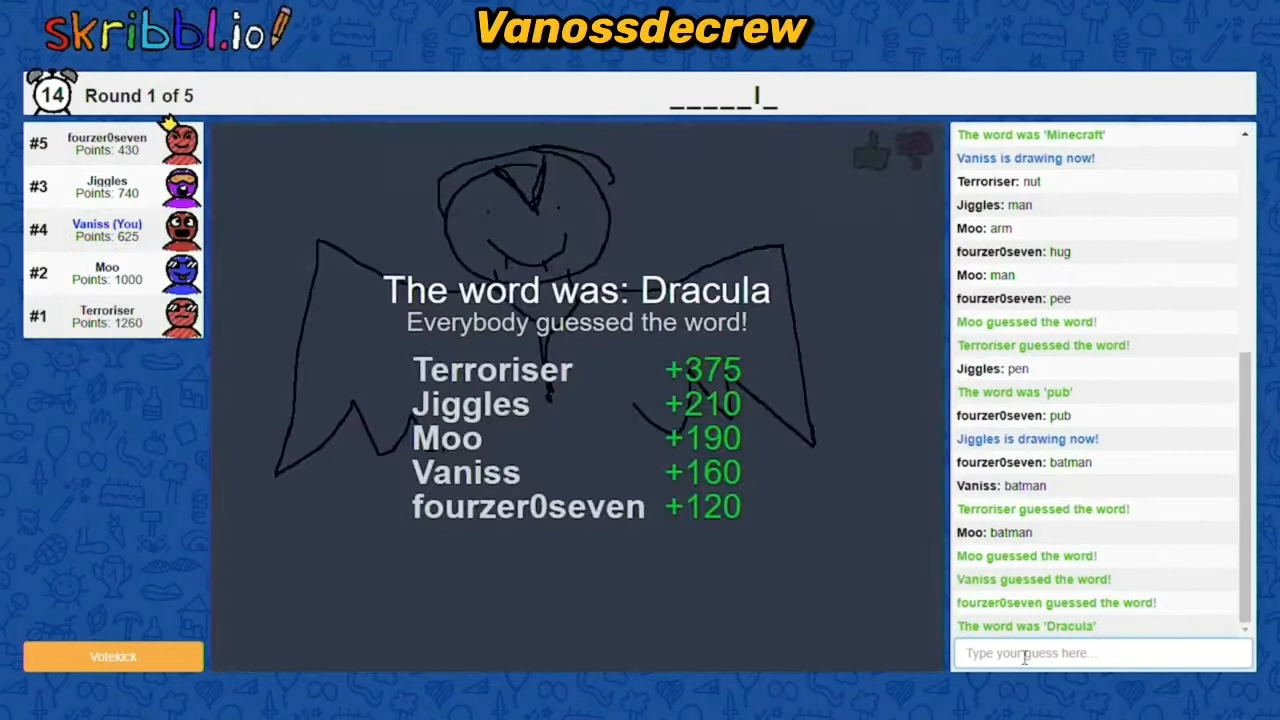 skribbl.io
Vanossdecrew
14
Round 1 of 5
_____l_
#5
fourzer0seven
Points: 430
#3
Jiggles
Points: 740
#4
Vaniss (You)
Points: 625
#2
Moo
Points: 1000
#1
Terroriser
Points: 1260
Votekick
The word was: Dracula
Everybody guessed the word!
Terroriser +375
Jiggles +210
Moo +190
Vaniss +160
fourzer0seven +120
The word was 'Minecraft'
Vaniss is drawing now!
Terroriser: nut
Jiggles: man
Moo: arm
fourzer0seven: hug
Moo: man
fourzer0seven: pee
Moo guessed the word!
Terroriser guessed the word!
Jiggles: pen
The word was 'pub'
fourzer0seven: pub
Jiggles is drawing now!
fourzer0seven: batman
Vaniss: batman
Terroriser guessed the word!
Moo: batman
Moo guessed the word!
Vaniss guessed the word!
fourzer0seven guessed the word!
The word was 'Dracula'
Type your guess here...